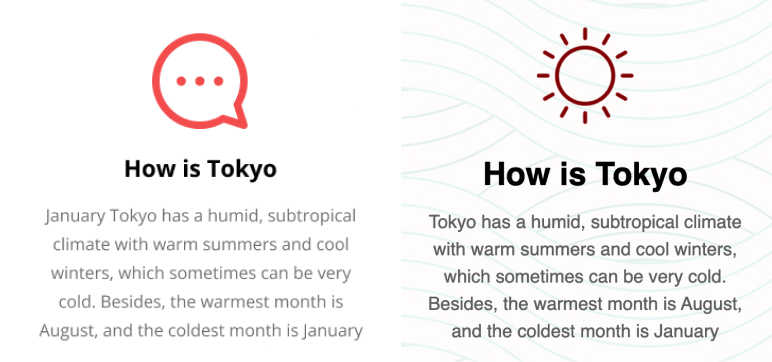 How is Tokyo
January Tokyo has a humid, subtropical
climate with warm summers and cool
winters, which sometimes can be very
cold. Besides, the warmest month is
August, and the coldest month is January
How is Tokyo
Tokyo has a humid, subtropical climate
with warm summers and cool winters,
which sometimes can be very cold.
Besides, the warmest month is August,
and the coldest month is January